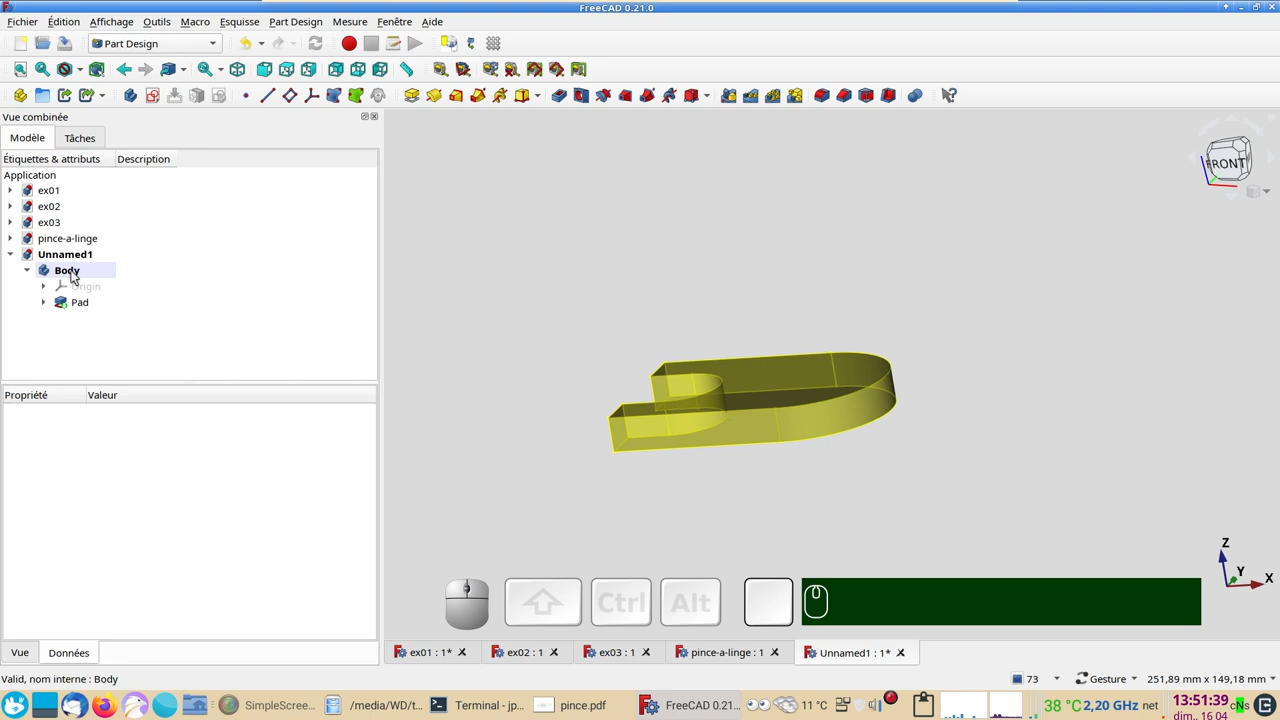 FreeCAD 0.21.0
Fichier Édition Affichage Outils Macro Esquisse Part Design Mesure Fenêtre Aide
Part Design
Vue combinée
Modèle Tâches
Étiquettes & attributs Description
Application
ex01
ex02
ex03
pince-a-linge
Unnamed1
Body
Origin
Pad
FRONT
Propriété Valeur
Z
Y
X
Ctrl Alt
Vue Données
ex01 : 1* ex02 : 1 ex03 : 1 pince-a-linge : 1 Unnamed1 : 1*
Valid, nom interne : Body
73 Gesture 251,89 mm x 149,18 mm
SimpleScree... /media/WD/t... Terminal - jp... pince.pdf FreeCAD 0.21... 11 °C 38 °C 2,20 GHz net 13:51:39 cNs
dim., 16 04